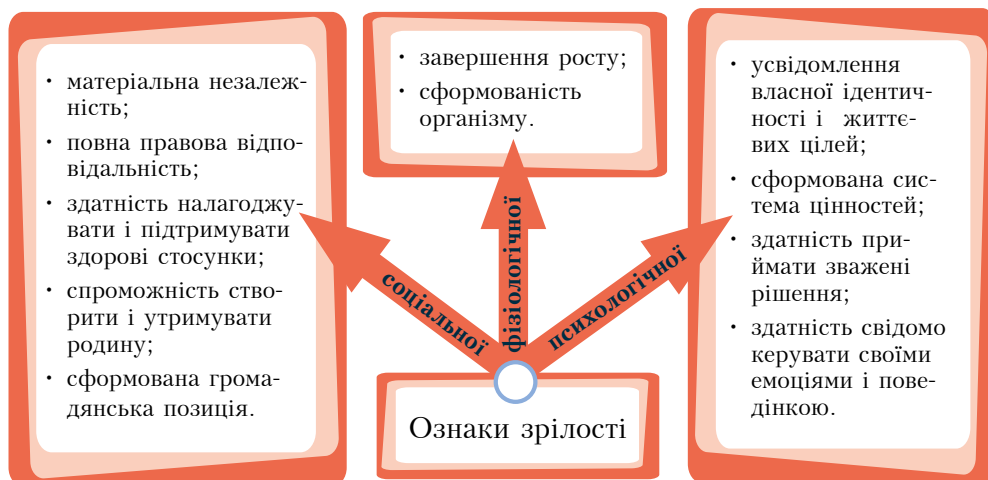 · матеріальна незалеж-
ність;
· повна правова відпо-
відальність;
· здатність налагоджу-
вати і підтримувати
здорові стосунки;
· спроможність ство-
рити і утримувати
родину;
· сформована грома-
дянська позиція.
· завершення росту;
· сформованість
організму.
· усвідомлення
власної ідентич-
ності і життє-
вих цілей;
· сформована сис-
тема цінностей;
· здатність при-
ймати зважені
рішення;
· здатність свідомо
керувати своїми
емоціями і пове-
дінкою.
соціальної
фізіологічної
психологічної
Ознаки зрілості